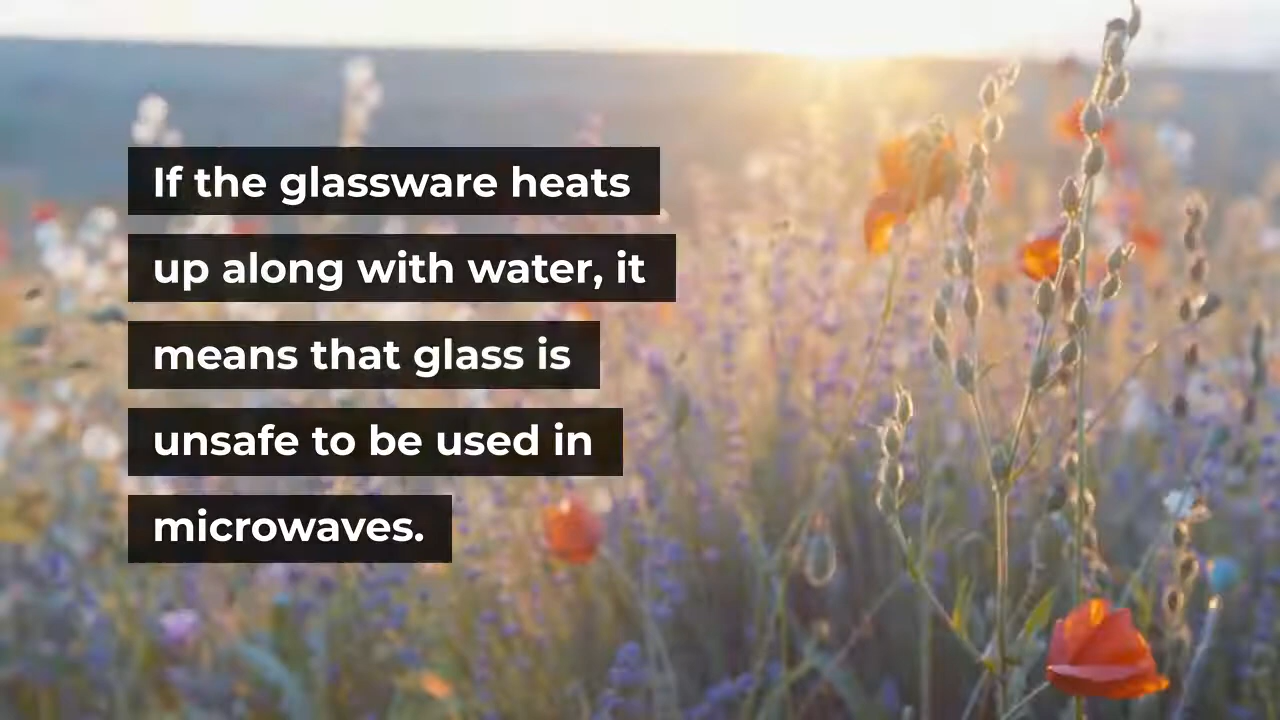 If the glassware heats
up along with water, it
means that glass is
unsafe to be used in
microwaves.